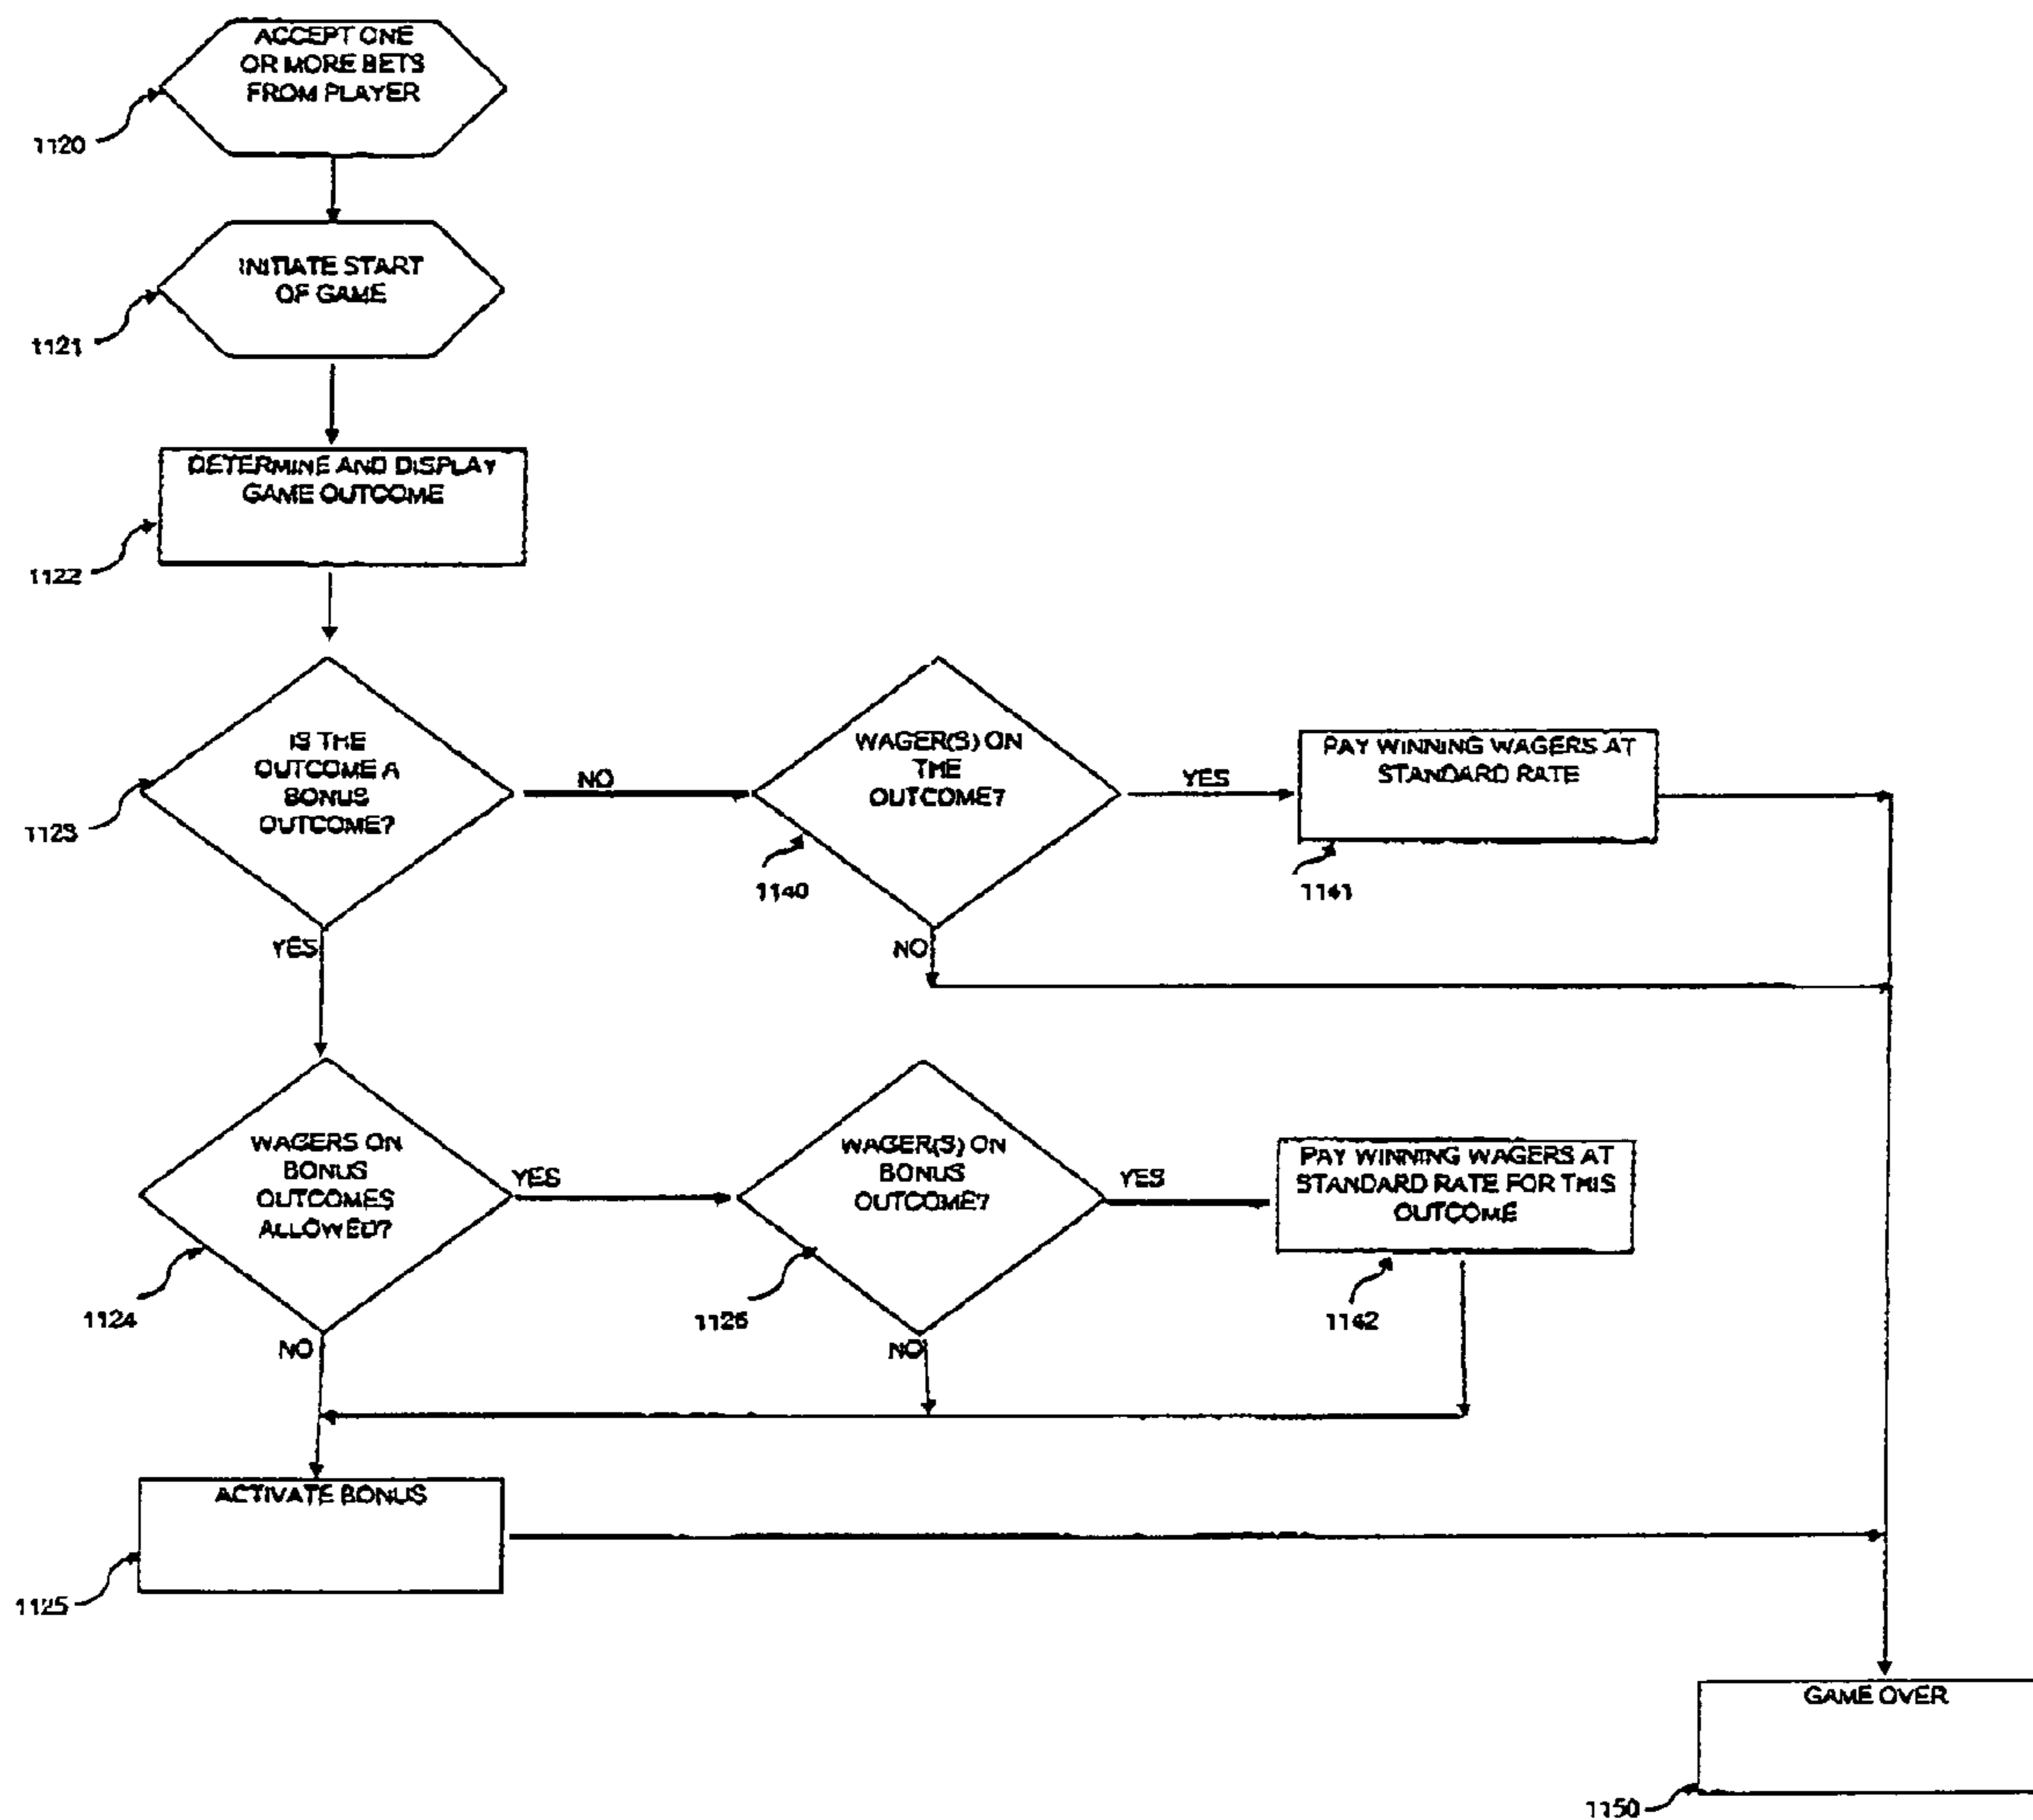 ACCEPT ONE
OR MORE BETS
FROM PLAYER
1120
INITIATE START
OF GAME
1121
DETERMINE AND DISPLAY
GAME OUTCOME
1122
IS THE
OUTCOME A
BONUS
OUTCOME?
1123
NO
YES
WAGER(S) ON
THE
OUTCOME?
1140
YES
NO
PAY WINNING WAGERS AT
STANDARD RATE
1141
WAGERS ON
BONUS
OUTCOMES
ALLOWED?
1124
YES
NO
WAGER(S) ON
BONUS
OUTCOME?
1126
YES
NO
PAY WINNING WAGERS AT
STANDARD RATE FOR THIS
OUTCOME
1142
ACTIVATE BONUS
1125
GAME OVER
1150